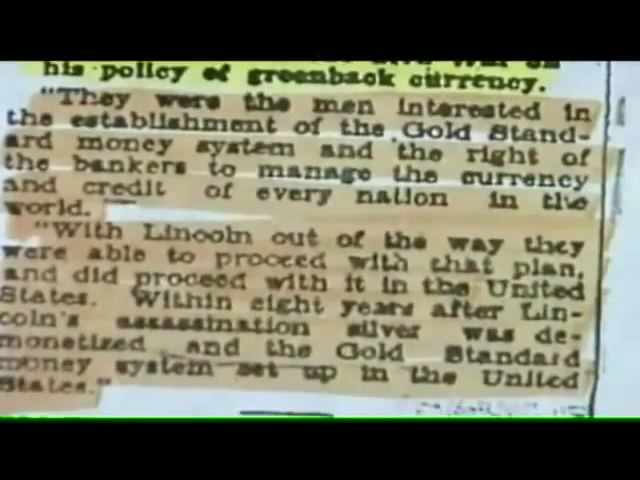 his policy of greenback currency.
"They were the men interested in
the establishment of the Gold Stand-
ard money system and the right of
the bankers to manage the currency
and credit of every nation in the
world.
"With Lincoln out of the way they
were able to proceed with that plan,
and did proceed with it in the United
States. Within eight years after Lin-
coln's assassination silver was de-
monetized and the Gold Standard
money system set up in the United
States."